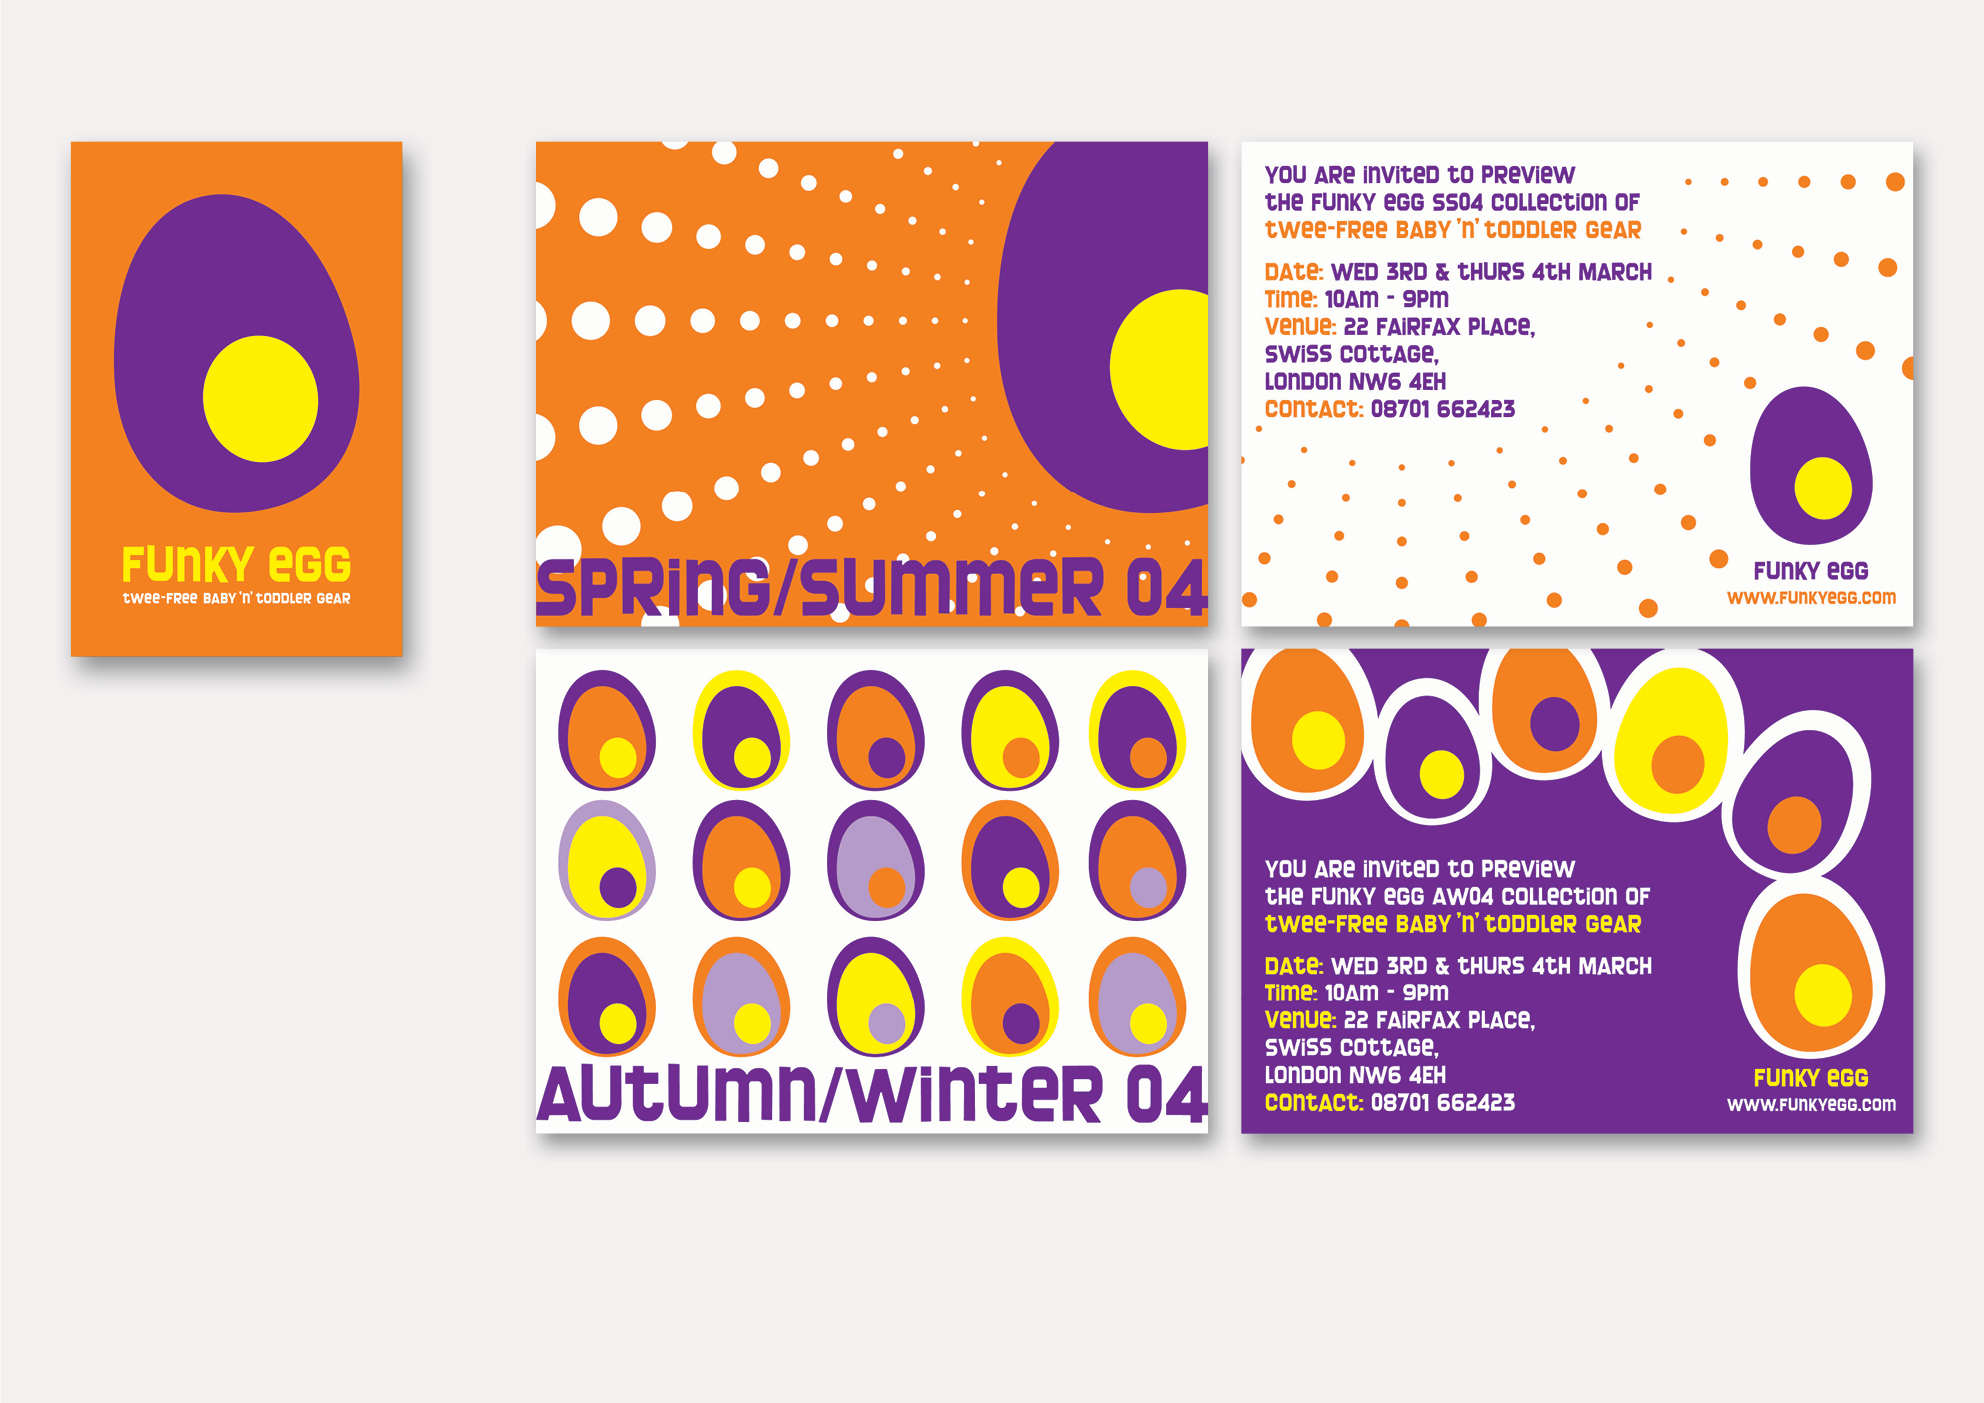 FUnKY eGG
twee-FRee BABY 'n' toDDLeR GeAR
SPRinG/SUmmeR 04
YOU ARe inviteD to PReview
tHe FUnKY eGG SS04 COLLection OF
twee-FRee BABY 'n' toDDLeR GeAR
DAte: WED 3RD & tHURS 4tH MARCH
Time: 10Am - 9Pm
VenUe: 22 FAiRFAX PLACe,
SWiSS CottAGe,
LonDon NW6 4EH
ContACt: 08701 662423
FUnKY eGG
www.FUnKYeGG.com
AUtUmn/WinteR 04
YOU ARe inviteD to PReview
tHe FUnKY eGG AW04 COLLection OF
twee-FRee BABY 'n' toDDLeR GeAR
DAte: WED 3RD & tHURS 4tH MARCH
Time: 10Am - 9Pm
VenUe: 22 FAiRFAX PLACe,
SWiSS CottAGe,
LonDon NW6 4EH
ContACt: 08701 662423
FUnKY eGG
www.FUnKYeGG.com